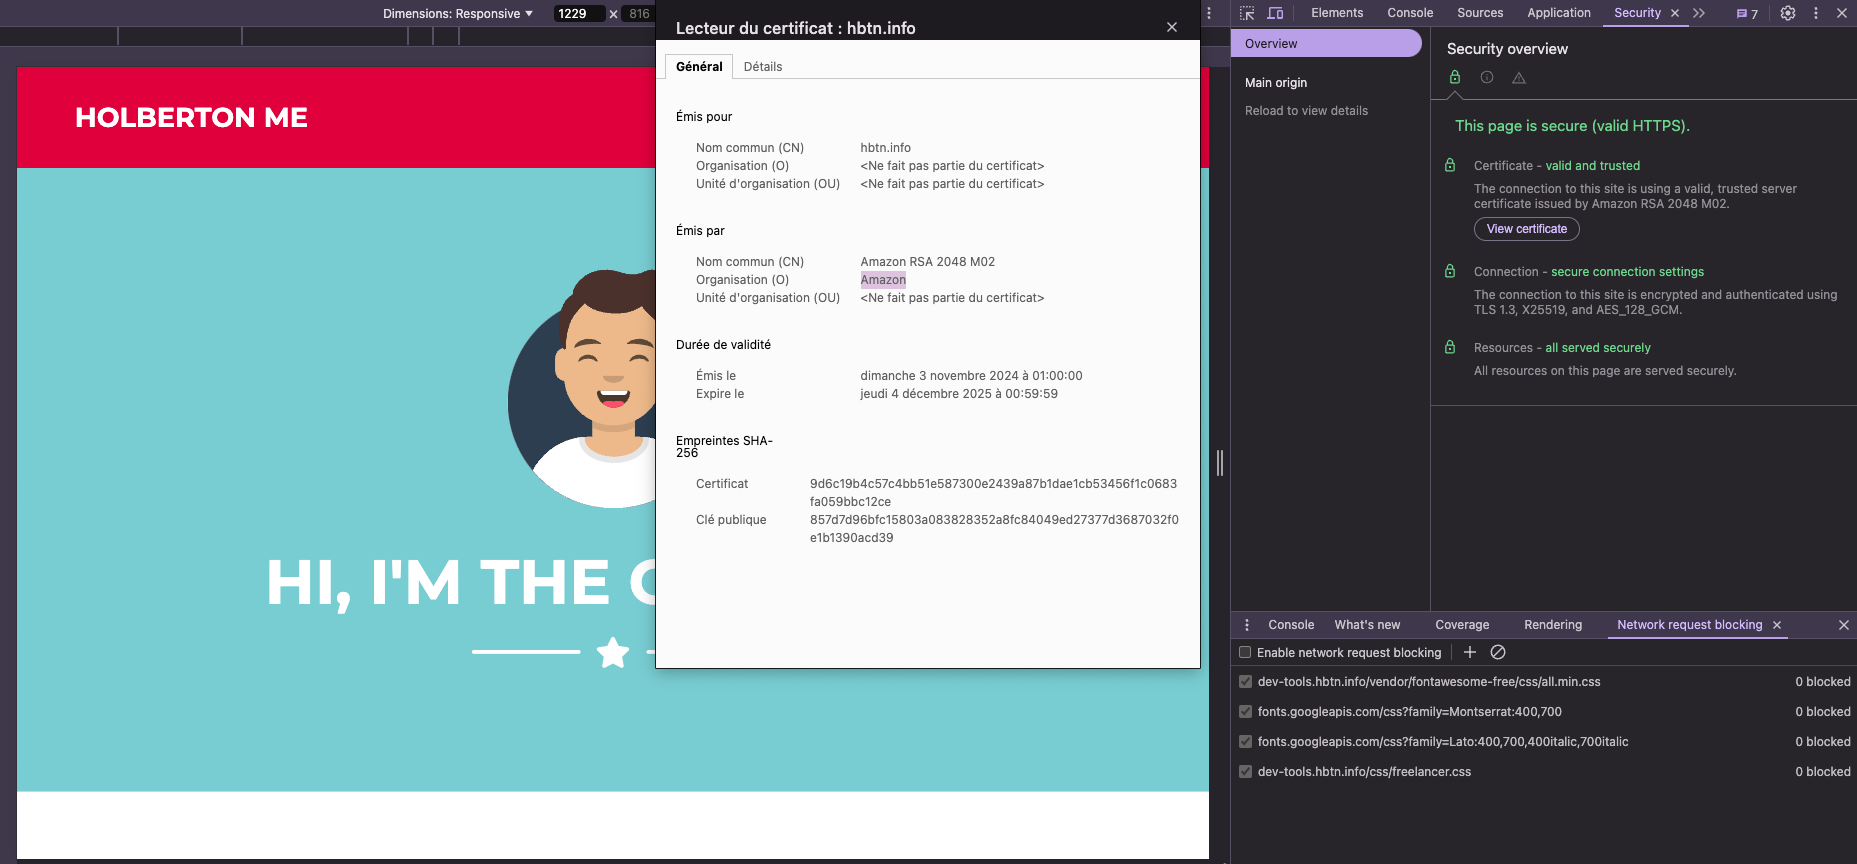 Dimensions: Responsive ▼ 1229 x 816
HOLBERTON ME
HI, I'M THE
Lecteur du certificat : hbtn.info
Général Détails
Émis pour
Nom commun (CN) hbtn.info
Organisation (O) <Ne fait pas partie du certificat>
Unité d'organisation (OU) <Ne fait pas partie du certificat>
Émis par
Nom commun (CN) Amazon RSA 2048 M02
Organisation (O) Amazon
Unité d'organisation (OU) <Ne fait pas partie du certificat>
Durée de validité
Émis le dimanche 3 novembre 2024 à 01:00:00
Expire le jeudi 4 décembre 2025 à 00:59:59
Empreintes SHA-
256
Certificat 9d6c19b4c57c4bb51e587300e2439a87b1dae1cb53456f1c0683
fa059bbc12ce
Clé publique 857d7d96bfc15803a083828352a8fc84049ed27377d3687032f0
e1b1390acd39
Elements Console Sources Application Security 7
Overview
Main origin
Reload to view details
Security overview
This page is secure (valid HTTPS).
Certificate - valid and trusted
The connection to this site is using a valid, trusted server
certificate issued by Amazon RSA 2048 M02.
View certificate
Connection - secure connection settings
The connection to this site is encrypted and authenticated using
TLS 1.3, X25519, and AES_128_GCM.
Resources - all served securely
All resources on this page are served securely.
Console What's new Coverage Rendering Network request blocking
Enable network request blocking
dev-tools.hbtn.info/vendor/fontawesome-free/css/all.min.css 0 blocked
fonts.googleapis.com/css?family=Montserrat:400,700 0 blocked
fonts.googleapis.com/css?family=Lato:400,700,400italic,700italic 0 blocked
dev-tools.hbtn.info/css/freelancer.css 0 blocked